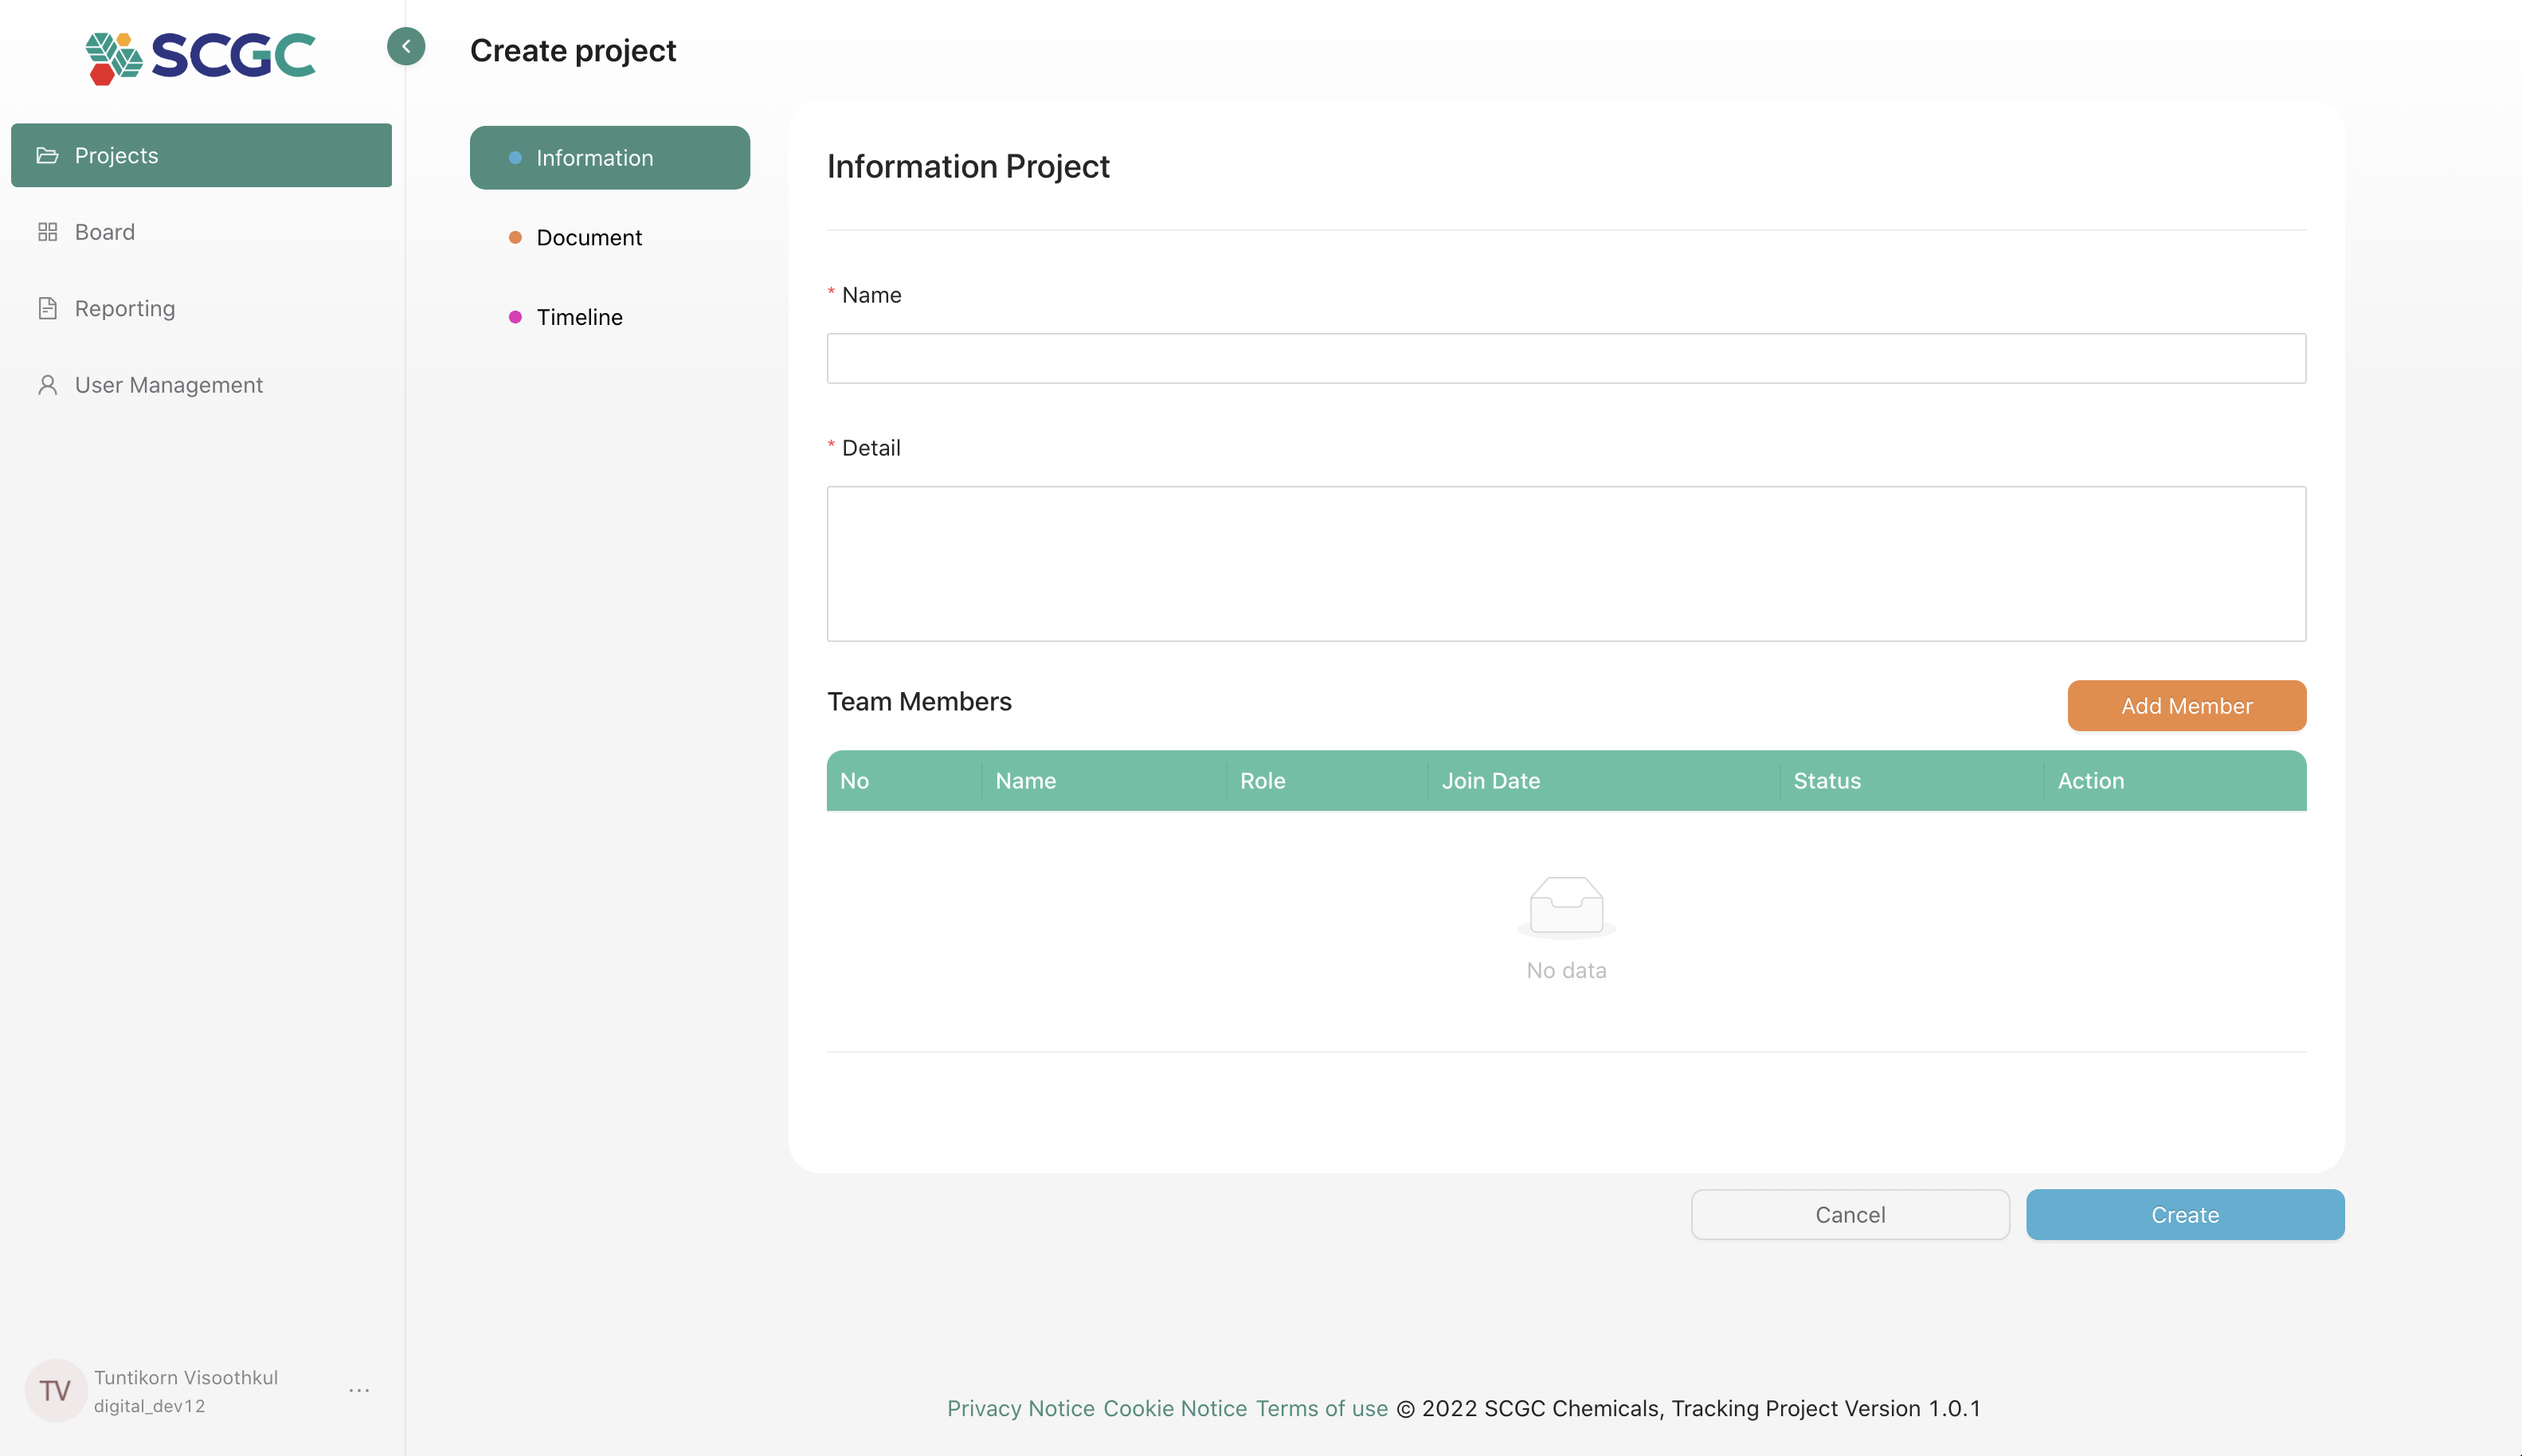 SCGC
Projects
Board
Reporting
User Management
Tuntikorn Visoothkul
TV
digital_dev12
Create project
Information
Document
Timeline
Information Project
* Name
* Detail
Team Members
Add Member
No Name Role Join Date Status Action
No data
Cancel Create
Privacy Notice Cookie Notice Terms of use © 2022 SCGC Chemicals, Tracking Project Version 1.0.1